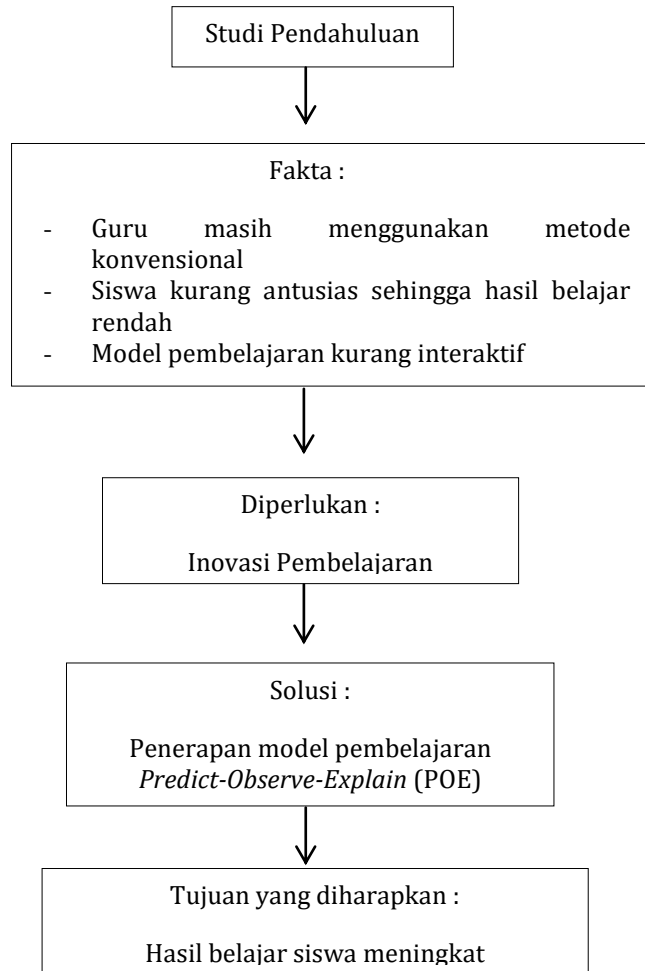 Studi Pendahuluan
Fakta :
- Guru masih menggunakan metode
konvensional
- Siswa kurang antusias sehingga hasil belajar
rendah
- Model pembelajaran kurang interaktif
Diperlukan :
Inovasi Pembelajaran
Solusi :
Penerapan model pembelajaran
Predict-Observe-Explain (POE)
Tujuan yang diharapkan :
Hasil belajar siswa meningkat